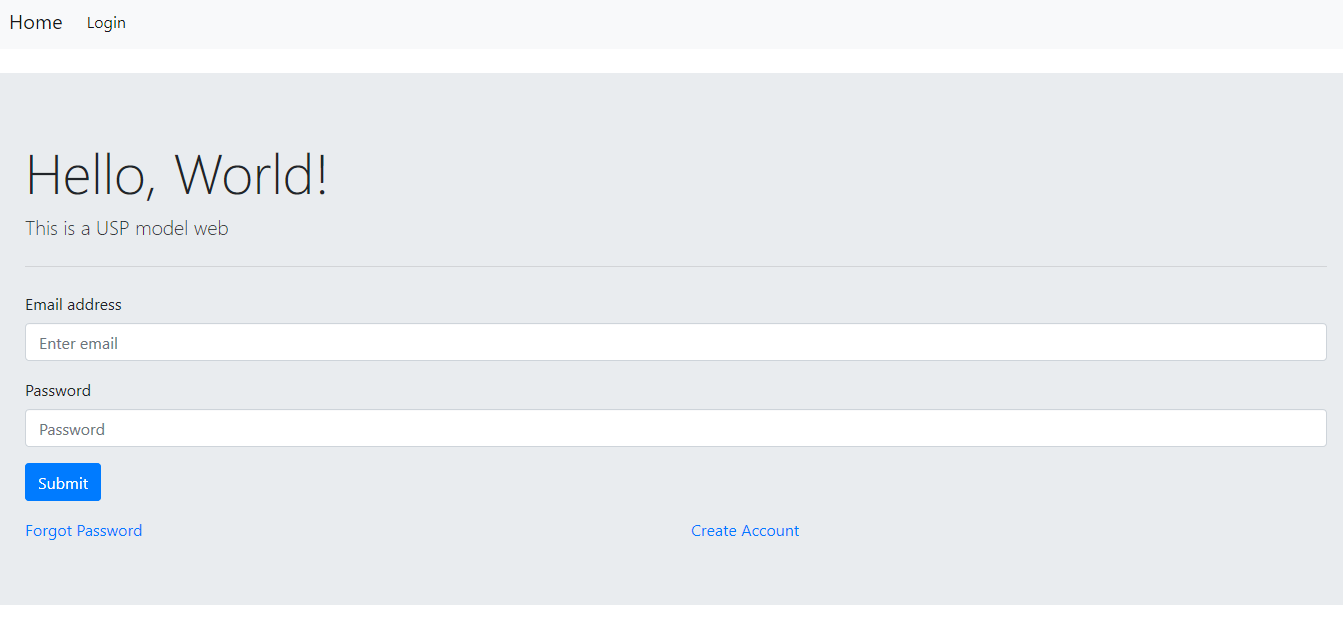 Home Login
Hello, World!
This is a USP model web
Email address
Enter email
Password
Password
Submit
Forgot Password Create Account